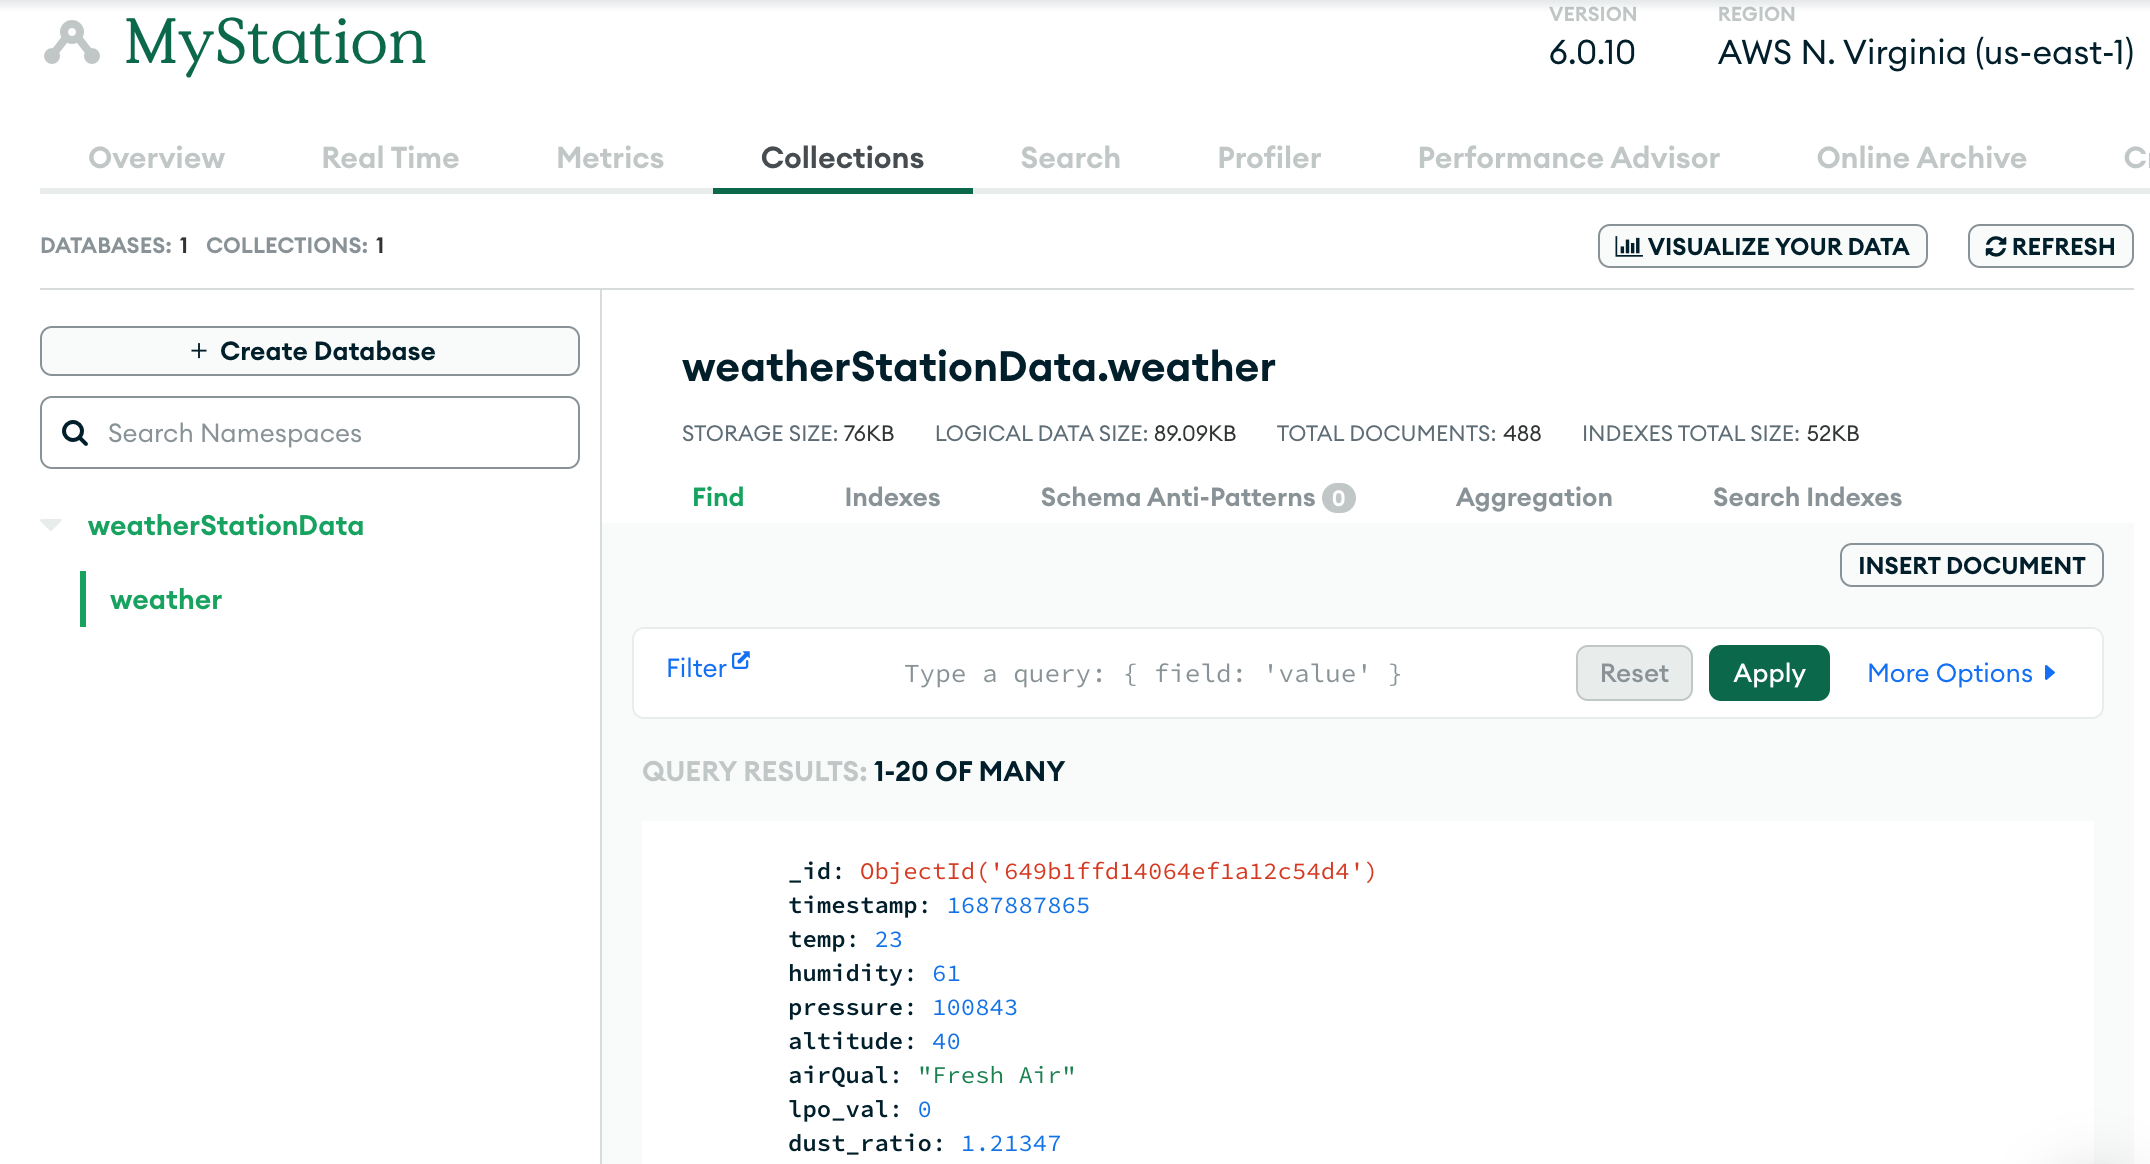 MyStation
VERSION
6.0.10
REGION
AWS N. Virginia (us-east-1)
Overview Real Time Metrics Collections Search Profiler Performance Advisor Online Archive
DATABASES: 1 COLLECTIONS: 1
VISUALIZE YOUR DATA
REFRESH
+ Create Database
Search Namespaces
weatherStationData
weather
weatherStationData.weather
STORAGE SIZE: 76KB LOGICAL DATA SIZE: 89.09KB TOTAL DOCUMENTS: 488 INDEXES TOTAL SIZE: 52KB
Find Indexes Schema Anti-Patterns 0 Aggregation Search Indexes
INSERT DOCUMENT
Filter Type a query: { field: 'value' } Reset Apply More Options
QUERY RESULTS: 1-20 OF MANY
_id: ObjectId('649b1ffd14064ef1a12c54d4')
timestamp: 1687887865
temp: 23
humidity: 61
pressure: 100843
altitude: 40
airQual: "Fresh Air"
lpo_val: 0
dust_ratio: 1.21347